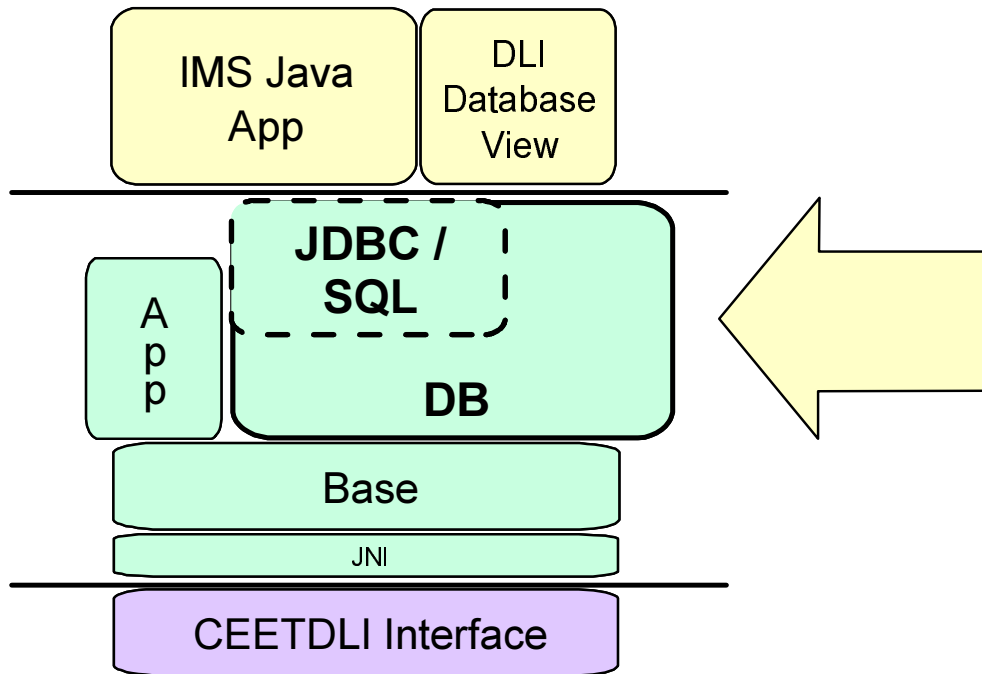 IMS Java
App
DLI
Database
View
JDBC /
SQL
A
p
p
DB
Base
JNI
CEETDLI Interface